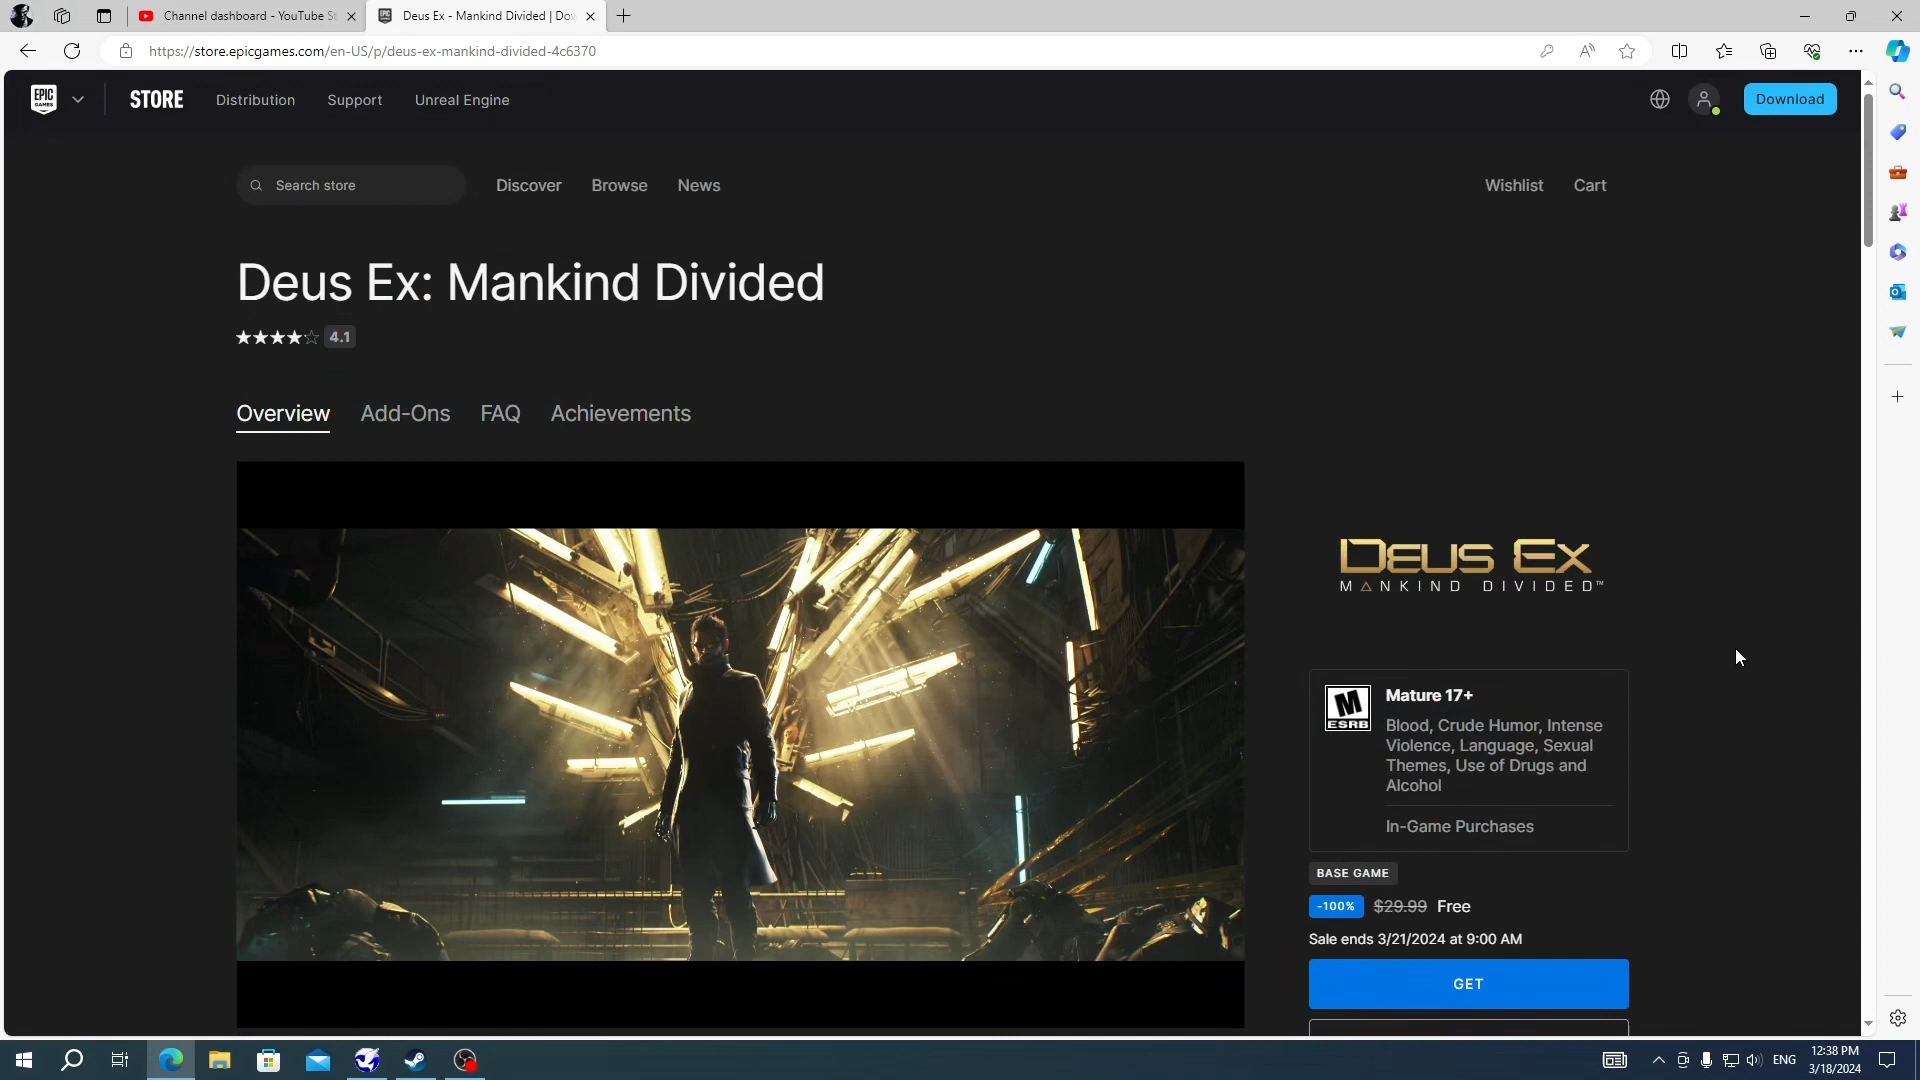 Channel dashboard - YouTube St
Deus Ex - Mankind Divided | Dow
https://store.epicgames.com/en-US/p/deus-ex-mankind-divided-4c6370
EPIC
GAMES
STORE
Distribution
Support
Unreal Engine
Download
Search store
Discover
Browse
News
Wishlist
Cart
Deus Ex: Mankind Divided
4.1
Overview
Add-Ons
FAQ
Achievements
DEUS EX
MANKIND DIVIDED™
M
ESRB
Mature 17+
Blood, Crude Humor, Intense
Violence, Language, Sexual
Themes, Use of Drugs and
Alcohol
In-Game Purchases
BASE GAME
-100% $29.99 Free
Sale ends 3/21/2024 at 9:00 AM
GET
ENG
12:38 PM
3/18/2024